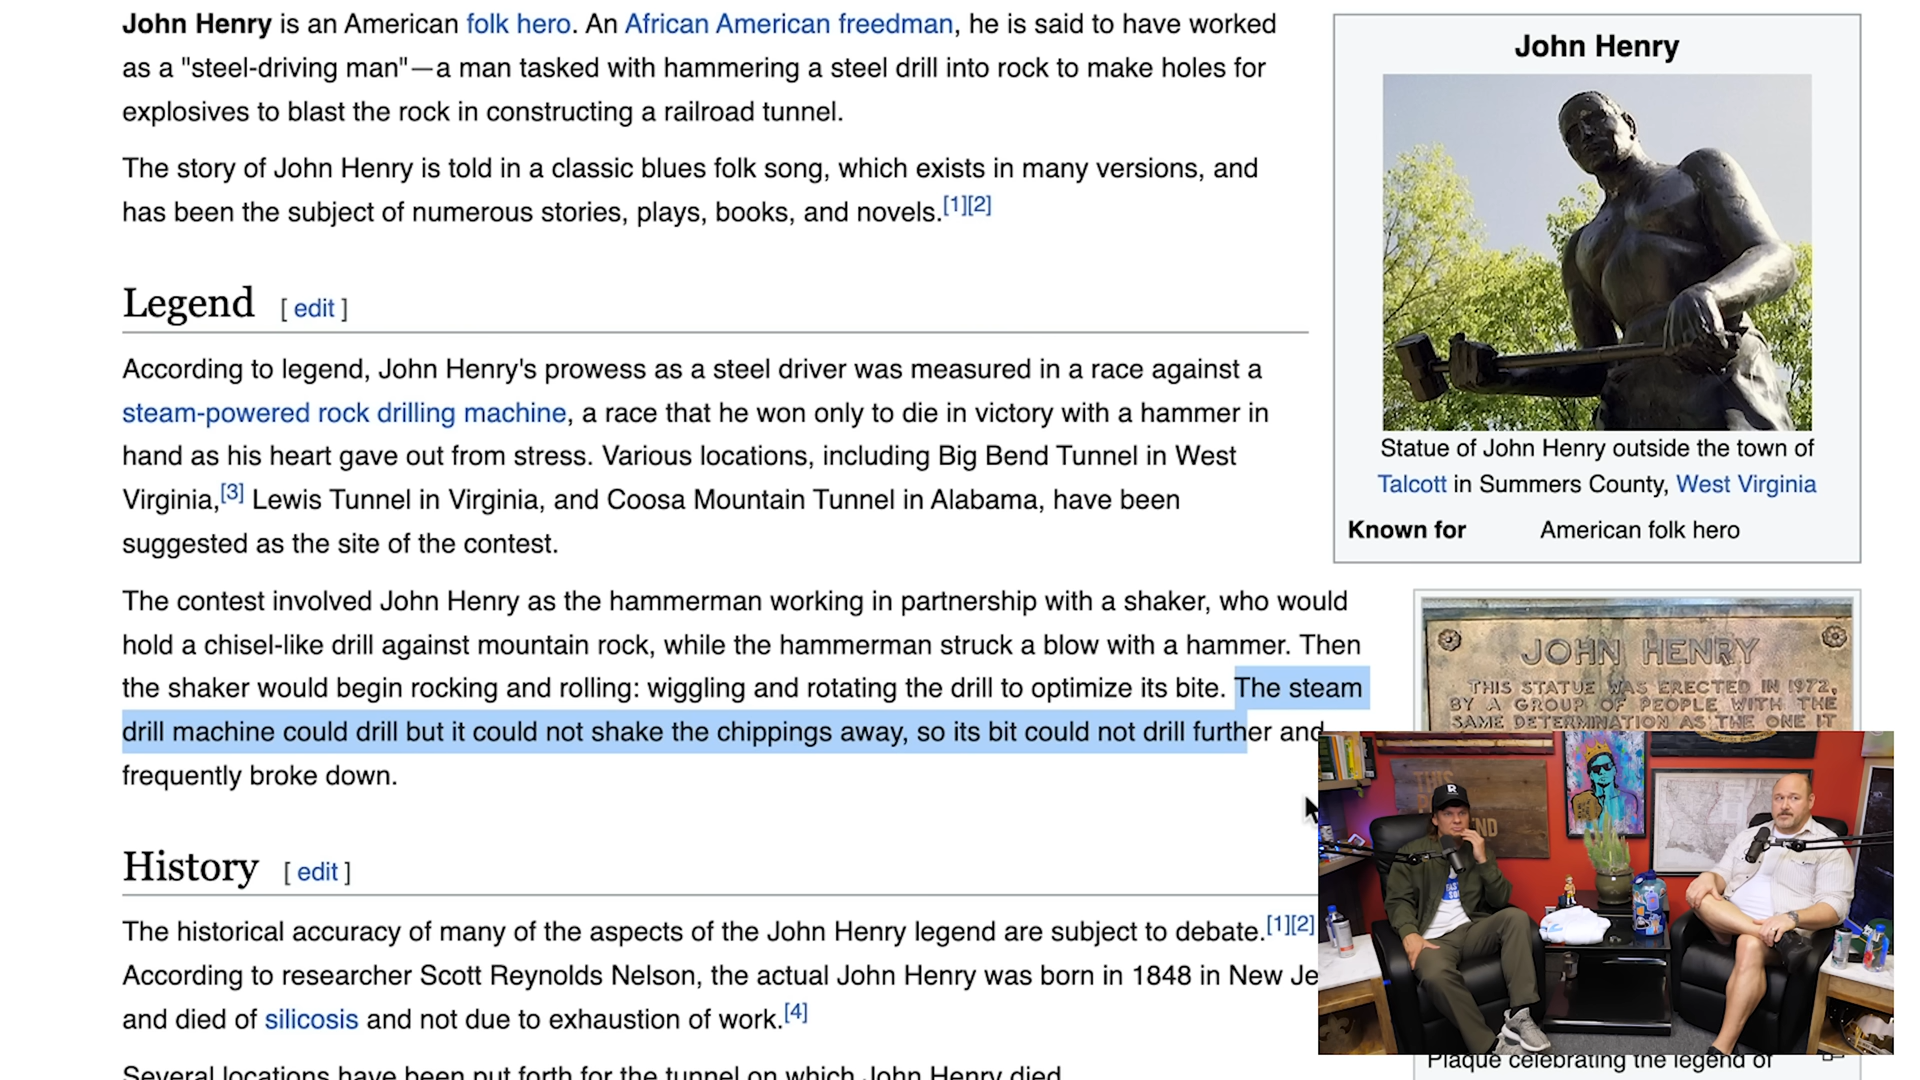 John Henry is an American folk hero. An African American freedman, he is said to have worked
as a "steel-driving man"—a man tasked with hammering a steel drill into rock to make holes for
explosives to blast the rock in constructing a railroad tunnel.
The story of John Henry is told in a classic blues folk song, which exists in many versions, and
has been the subject of numerous stories, plays, books, and novels.[1][2]
Legend [ edit ]
According to legend, John Henry's prowess as a steel driver was measured in a race against a
steam-powered rock drilling machine, a race that he won only to die in victory with a hammer in
hand as his heart gave out from stress. Various locations, including Big Bend Tunnel in West
Virginia,[3] Lewis Tunnel in Virginia, and Coosa Mountain Tunnel in Alabama, have been
suggested as the site of the contest.
The contest involved John Henry as the hammerman working in partnership with a shaker, who would
hold a chisel-like drill against mountain rock, while the hammerman struck a blow with a hammer. Then
the shaker would begin rocking and rolling: wiggling and rotating the drill to optimize its bite. The steam
drill machine could drill but it could not shake the chippings away, so its bit could not drill further and
frequently broke down.
History [ edit ]
The historical accuracy of many of the aspects of the John Henry legend are subject to debate.[1][2]
According to researcher Scott Reynolds Nelson, the actual John Henry was born in 1848 in New Je
and died of silicosis and not due to exhaustion of work.[4]
Several locations have been put forth for the tunnel on which John Henry died
John Henry
Statue of John Henry outside the town of
Talcott in Summers County, West Virginia
Known for American folk hero
JOHN HENRY
THIS STATUE WAS ERECTED IN 1972,
BY A GROUP OF PEOPLE WITH THE
SAME DETERMINATION AS THE ONE IT
Plaque celebrating the legend of